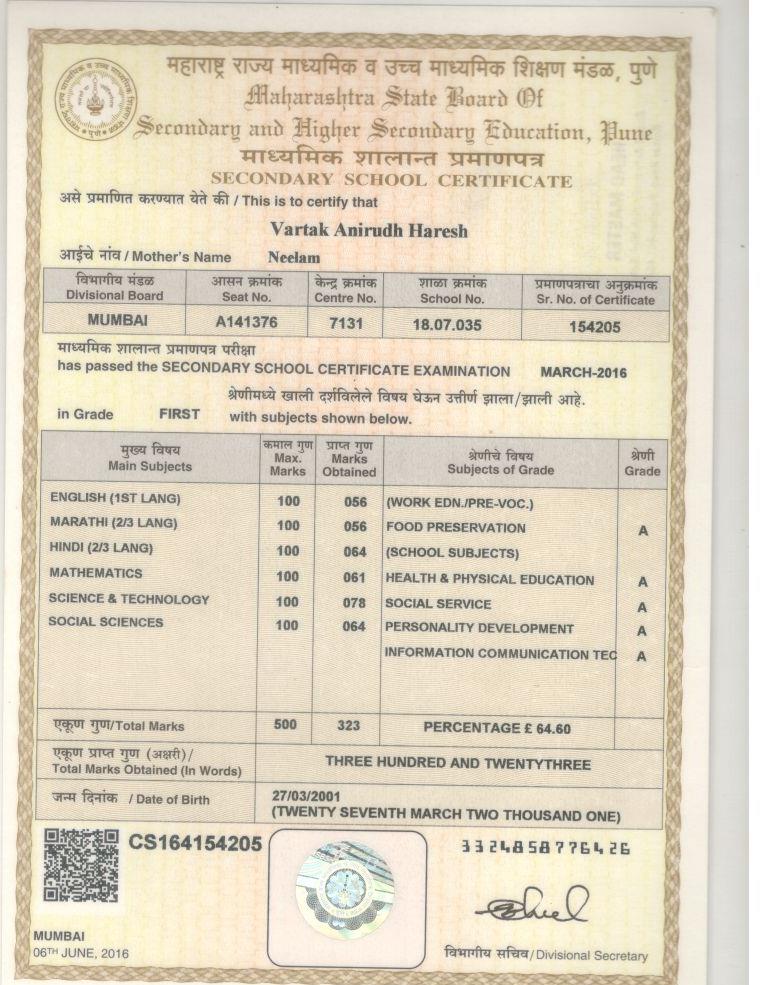 महाराष्ट्र राज्य माध्यमिक व उच्च माध्यमिक शिक्षण मंडळ, पुणे
Maharashtra State Board Of
Secondary and Higher Secondary Education, Pune
माध्यमिक शालान्त प्रमाणपत्र
SECONDARY SCHOOL CERTIFICATE
असे प्रमाणित करण्यात येते की / This is to certify that
Vartak Anirudh Haresh
आईचे नांव / Mother's Name Neelam
विभागीय मंडळ आसन क्रमांक केन्द्र क्रमांक शाळा क्रमांक प्रमाणपत्राचा अनुक्रमांक
Divisional Board Seat No. Centre No. School No. Sr. No. of Certificate
MUMBAI A141376 7131 18.07.035 154205
माध्यमिक शालान्त प्रमाणपत्र परीक्षा
has passed the SECONDARY SCHOOL CERTIFICATE EXAMINATION MARCH-2016
श्रेणीमध्ये खाली दर्शविलेले विषय घेऊन उत्तीर्ण झाला/झाली आहे.
in Grade FIRST with subjects shown below.
मुख्य विषय कमाल गुण प्राप्त गुण श्रेणीचे विषय श्रेणी
Main Subjects Max. Marks Marks Obtained Subjects of Grade Grade
ENGLISH (1ST LANG) 100 056 (WORK EDN./PRE-VOC.)
MARATHI (2/3 LANG) 100 056 FOOD PRESERVATION A
HINDI (2/3 LANG) 100 064 (SCHOOL SUBJECTS)
MATHEMATICS 100 061 HEALTH & PHYSICAL EDUCATION A
SCIENCE & TECHNOLOGY 100 078 SOCIAL SERVICE A
SOCIAL SCIENCES 100 064 PERSONALITY DEVELOPMENT A
INFORMATION COMMUNICATION TEC A
एकूण गुण/Total Marks 500 323 PERCENTAGE £ 64.60
एकूण प्राप्त गुण (अक्षरी)/
Total Marks Obtained (In Words) THREE HUNDRED AND TWENTYTHREE
जन्म दिनांक / Date of Birth 27/03/2001
(TWENTY SEVENTH MARCH TWO THOUSAND ONE)
CS164154205 3324858776426
MUMBAI
06TH JUNE, 2016 विभागीय सचिव/Divisional Secretary